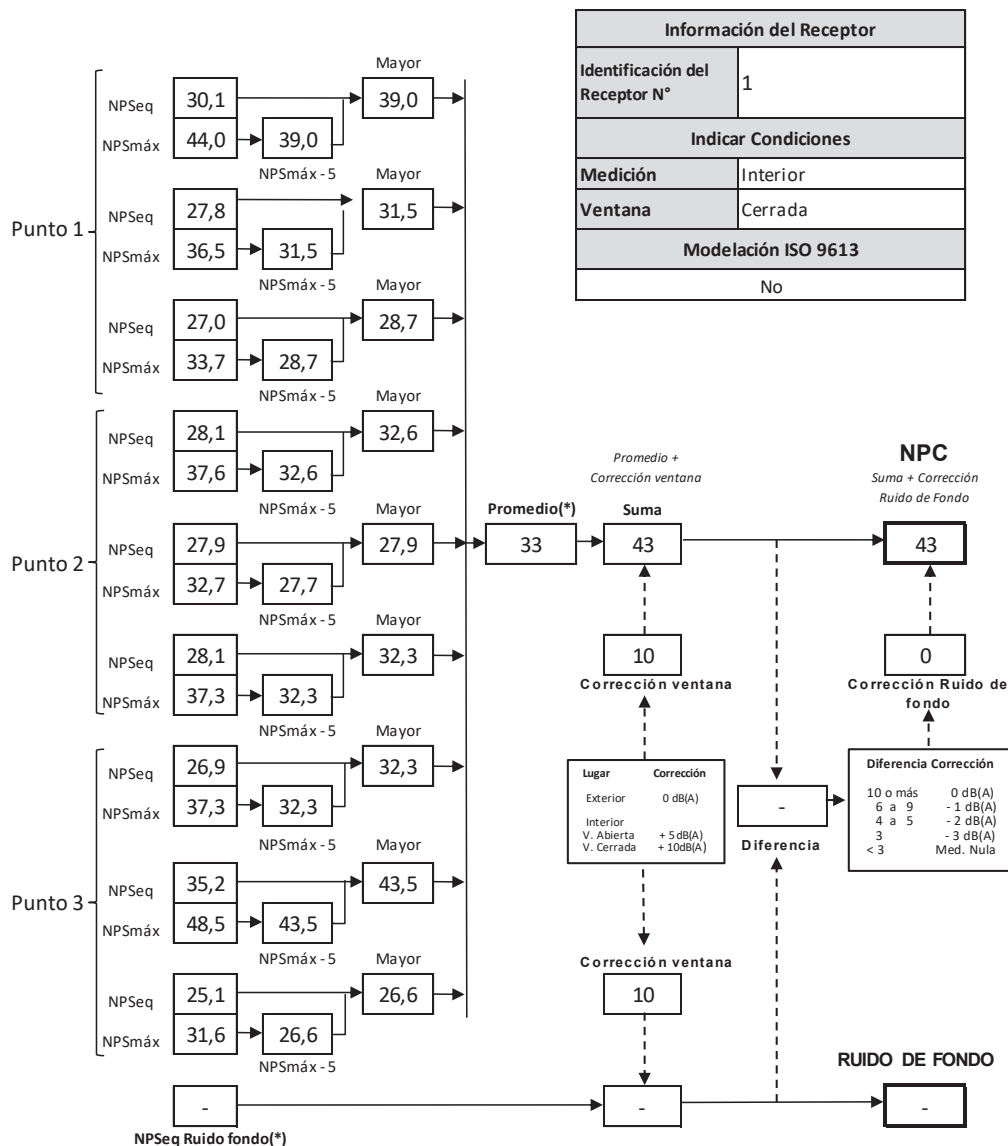 Información del Receptor
Identificación del
Receptor N°
1
Indicar Condiciones
Medición
Interior
Ventana
Cerrada
Modelación ISO 9613
No
Punto 1
Mayor
NPSeq
30,1
39,0
NPSmáx
44,0
39,0
NPSmáx - 5
Mayor
NPSeq
27,8
31,5
NPSmáx
36,5
31,5
NPSmáx - 5
Mayor
NPSeq
27,0
28,7
NPSmáx
33,7
28,7
NPSmáx - 5
Punto 2
Mayor
NPSeq
28,1
32,6
NPSmáx
37,6
32,6
NPSmáx - 5
Mayor
NPSeq
27,9
27,9
NPSmáx
32,7
27,7
NPSmáx - 5
Mayor
NPSeq
28,1
32,3
NPSmáx
37,3
32,3
NPSmáx - 5
Punto 3
Mayor
NPSeq
26,9
32,3
NPSmáx
37,3
32,3
NPSmáx - 5
Mayor
NPSeq
35,2
43,5
NPSmáx
48,5
43,5
NPSmáx - 5
Mayor
NPSeq
25,1
26,6
NPSmáx
31,6
26,6
NPSmáx - 5
-
NPSeq Ruido fondo(*)
Promedio(*)
33
Promedio +
Corrección ventana
Suma
43
10
Corrección ventana
Lugar Corrección
Exterior 0 dB(A)
Interior
V. Abierta + 5 dB(A)
V. Cerrada + 10dB(A)
Corrección ventana
10
-
-
Diferencia
NPC
Suma + Corrección
Ruido de Fondo
43
0
Corrección Ruido de
fondo
Diferencia Corrección
10 o más 0 dB(A)
6 a 9 - 1 dB(A)
4 a 5 - 2 dB(A)
3 - 3 dB(A)
< 3 Med. Nula
RUIDO DE FONDO
-